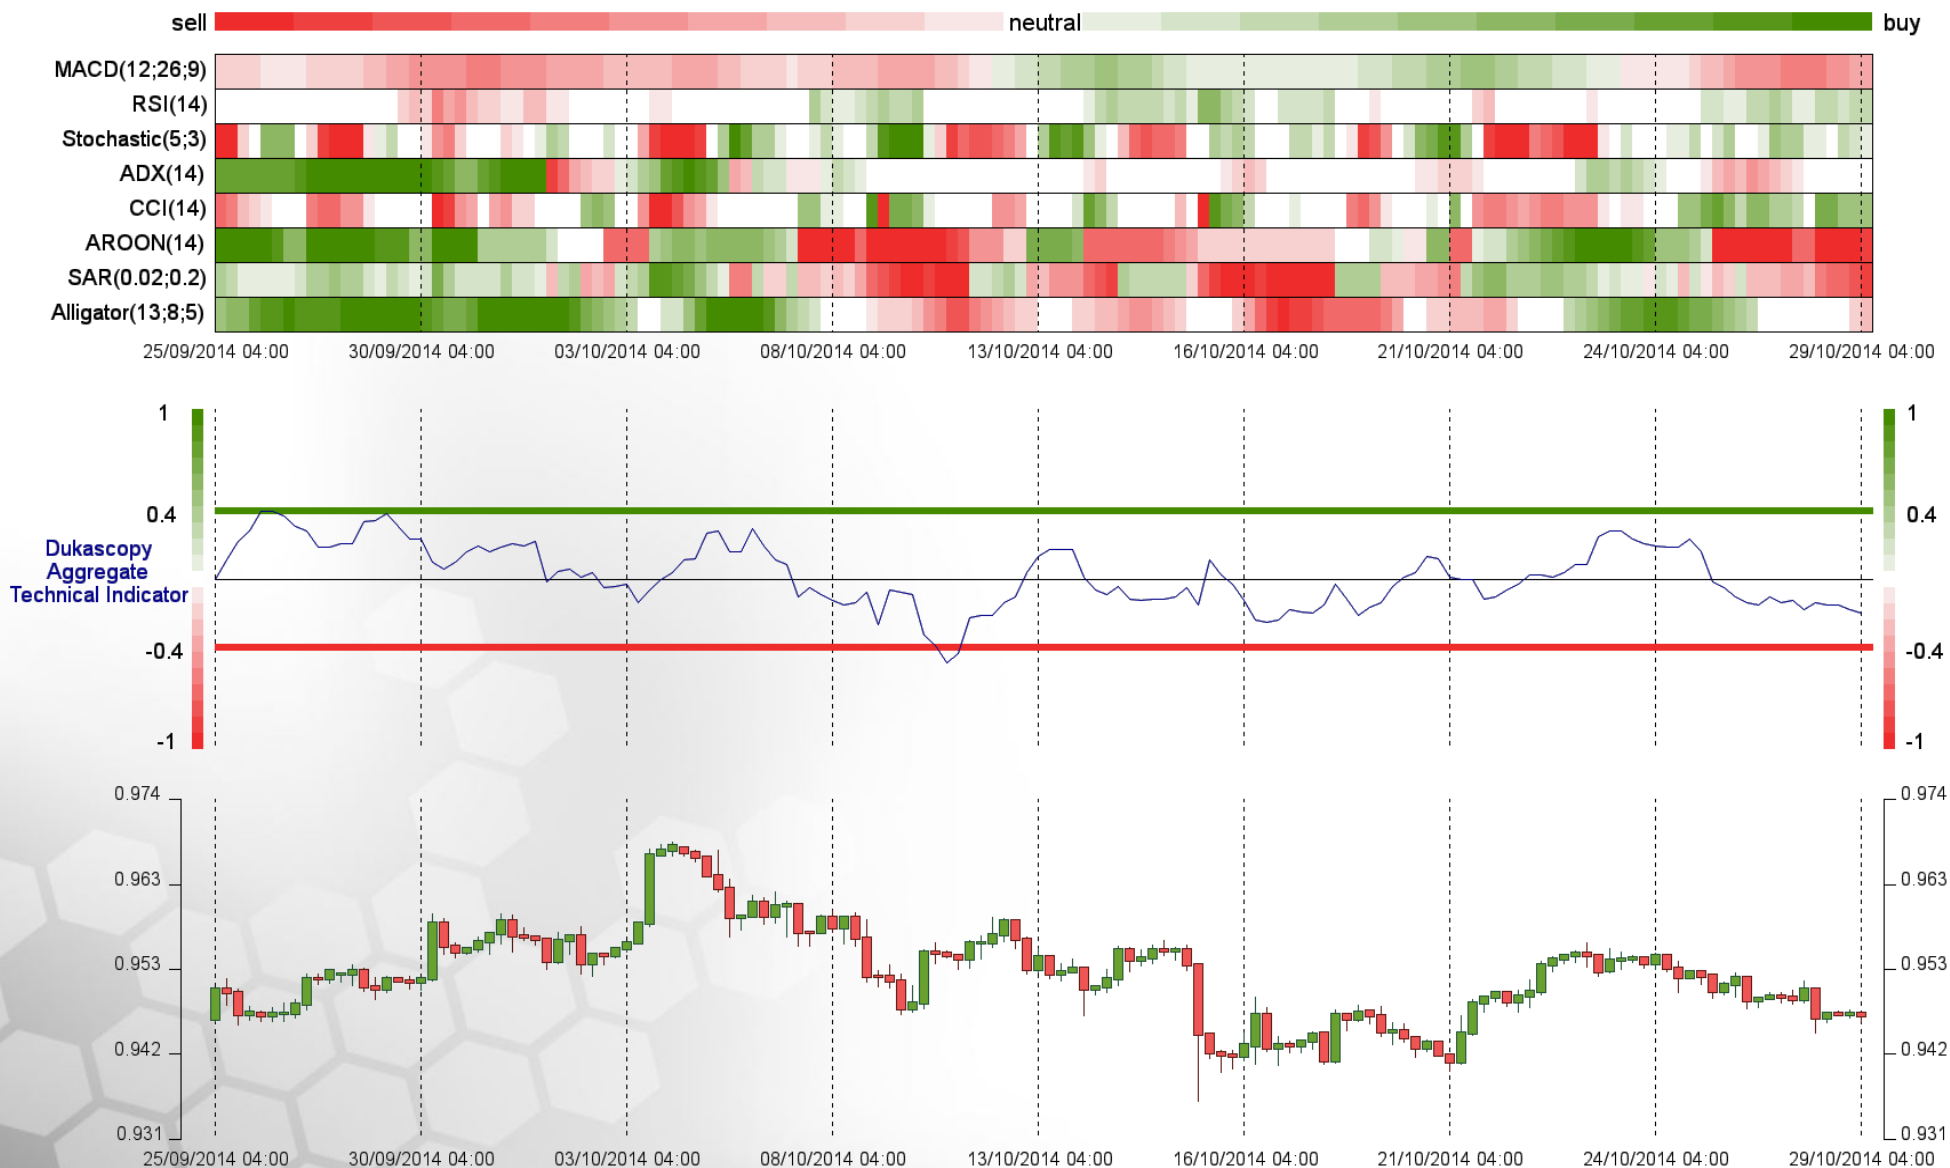 sell neutral buy
MACD(12;26;9)
RSI(14)
Stochastic(5;3)
ADX(14)
CCI(14)
AROON(14)
SAR(0.02;0.2)
Alligator(13;8;5)
25/09/2014 04:00 30/09/2014 04:00 03/10/2014 04:00 08/10/2014 04:00 13/10/2014 04:00 16/10/2014 04:00 21/10/2014 04:00 24/10/2014 04:00 29/10/2014 04:00
1 1
0.4 0.4
Dukascopy
Aggregate
Technical Indicator
-0.4 -0.4
-1 -1
0.974 0.974
0.963 0.963
0.953 0.953
0.942 0.942
0.931 0.931
25/09/2014 04:00 30/09/2014 04:00 03/10/2014 04:00 08/10/2014 04:00 13/10/2014 04:00 16/10/2014 04:00 21/10/2014 04:00 24/10/2014 04:00 29/10/2014 04:00